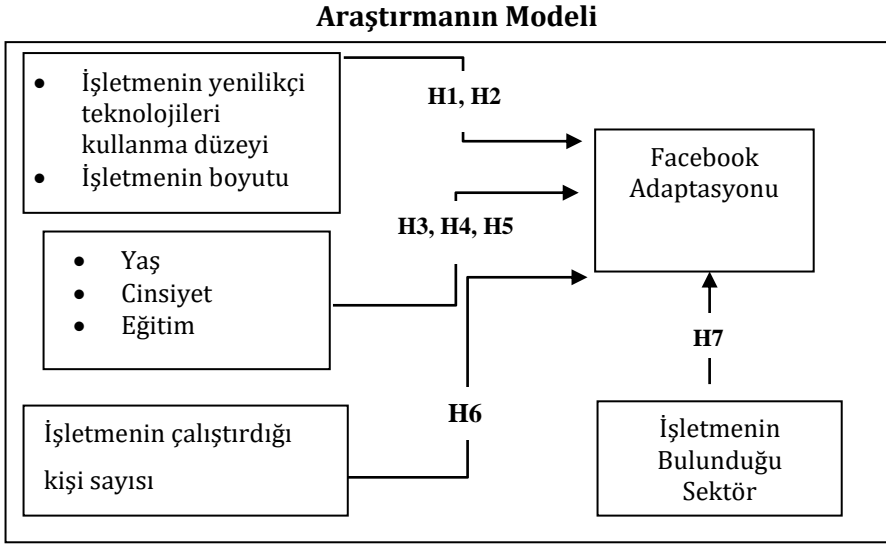 Araştırmanın Modeli
• İşletmenin yenilikçi
teknolojileri
kullanma düzeyi
• İşletmenin boyutu
H1, H2
Facebook
Adaptasyonu
H3, H4, H5
• Yaş
• Cinsiyet
• Eğitim
H7
H6
İşletmenin çalıştırdığı
kişi sayısı
İşletmenin
Bulunduğu
Sektör